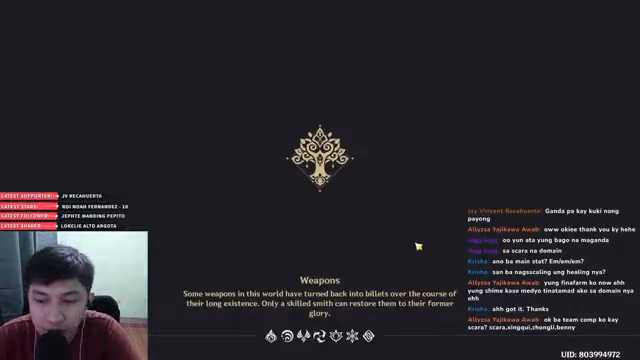 LATEST SUPPORTER: JV RECAHUERTA
LATEST STARS: ROI NOAH FERNANDEZ - 10
LATEST FOLLOWER: JEPHTE MANDING PEPITO
LATEST SHARER: LORELIE ALTO ARGOTA
Jay Vincent Recahuerta: Ganda pa kay kuki nong
payong
Allyzsa Yajikawa Awab: oww okiee thank you ky hehe
oo yun ata yung bago na maganda
sa scara na domain
Krisha: ano ba main stat? Em/em/em?
Krisha: san ba nagsscaling ung healing nya?
Allyzsa Yajikawa Awab: yung finafarm ko now ehh
yung shime kase medyo tinatamad ako sa domain nya
ehh
Krisha: ahh got it. Thanks
Allyzsa Yajikawa Awab: ok ba team comp ko kay
scara? scara,xingqui,zhongli,benny
Weapons
Some weapons in this world have turned back into billets over the course of
their long existence. Only a skilled smith can restore them to their former
glory.
UID: 803994972